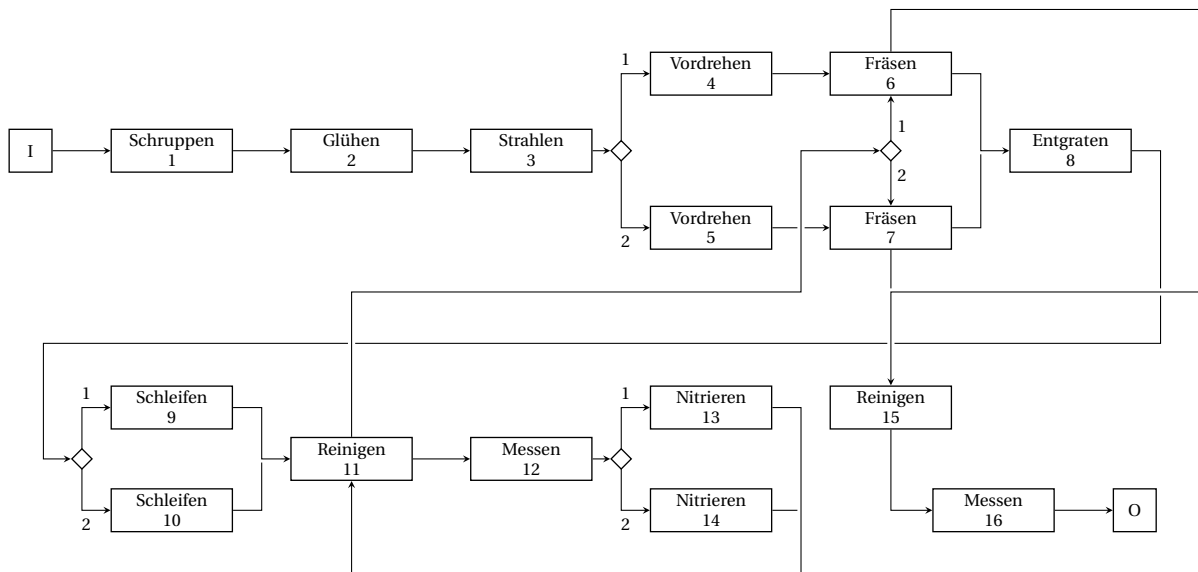 1
Vordrehen
4
Fräsen
6
I
Schruppen
1
Glühen
2
Strahlen
3
1
2
Entgraten
8
2
Vordrehen
5
Fräsen
7
1
Schleifen
9
1
Nitrieren
13
Reinigen
15
Reinigen
11
Messen
12
2
Schleifen
10
2
Nitrieren
14
Messen
16
O